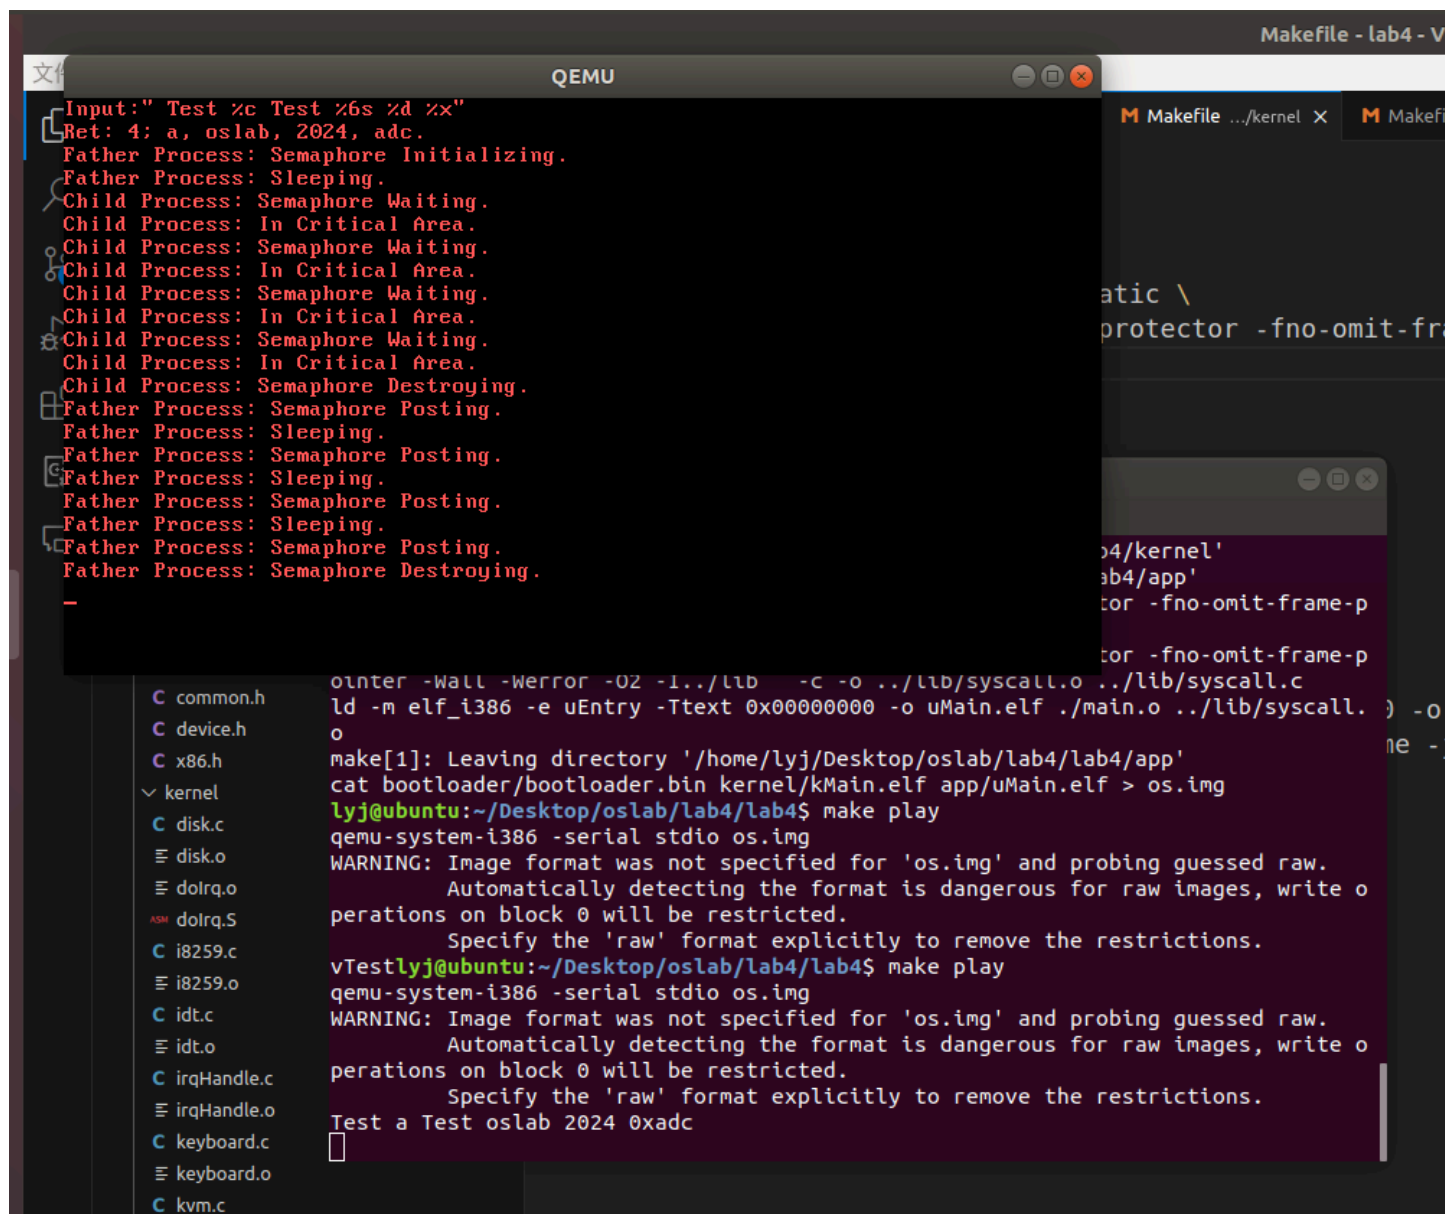 Makefile - lab4 - V
文件
QEMU
Input:" Test %c Test %6s %d %x"
Ret: 4; a, oslab, 2024, adc.
Father Process: Semaphore Initializing.
Father Process: Sleeping.
Child Process: Semaphore Waiting.
Child Process: In Critical Area.
Child Process: Semaphore Waiting.
Child Process: In Critical Area.
Child Process: Semaphore Waiting.
Child Process: In Critical Area.
Child Process: Semaphore Waiting.
Child Process: In Critical Area.
Child Process: Semaphore Destroying.
Father Process: Semaphore Posting.
Father Process: Sleeping.
Father Process: Semaphore Posting.
Father Process: Sleeping.
Father Process: Semaphore Posting.
Father Process: Sleeping.
Father Process: Semaphore Posting.
Father Process: Semaphore Destroying.
M Makefile .../kernel ×
M Makefi
atic \
protector -fno-omit-fra
b4/kernel'
ab4/app'
tor -fno-omit-frame-p
tor -fno-omit-frame-p
ointer -Wall -Werror -O2 -I../lib   -c -o ../lib/syscall.o ../lib/syscall.c
ld -m elf_i386 -e uEntry -Ttext 0x00000000 -o uMain.elf ./main.o ../lib/syscall.
o
make[1]: Leaving directory '/home/lyj/Desktop/oslab/lab4/lab4/app'
cat bootloader/bootloader.bin kernel/kMain.elf app/uMain.elf > os.img
lyj@ubuntu:~/Desktop/oslab/lab4/lab4$ make play
qemu-system-i386 -serial stdio os.img
WARNING: Image format was not specified for 'os.img' and probing guessed raw.
         Automatically detecting the format is dangerous for raw images, write o
perations on block 0 will be restricted.
         Specify the 'raw' format explicitly to remove the restrictions.
vTestlyj@ubuntu:~/Desktop/oslab/lab4/lab4$ make play
qemu-system-i386 -serial stdio os.img
WARNING: Image format was not specified for 'os.img' and probing guessed raw.
         Automatically detecting the format is dangerous for raw images, write o
perations on block 0 will be restricted.
         Specify the 'raw' format explicitly to remove the restrictions.
Test a Test oslab 2024 0xadc
-o
me -
C common.h
C device.h
C x86.h
kernel
C disk.c
disk.o
doIrq.o
ASM doIrq.S
C i8259.c
i8259.o
C idt.c
idt.o
C irqHandle.c
irqHandle.o
C keyboard.c
keyboard.o
C kvm.c